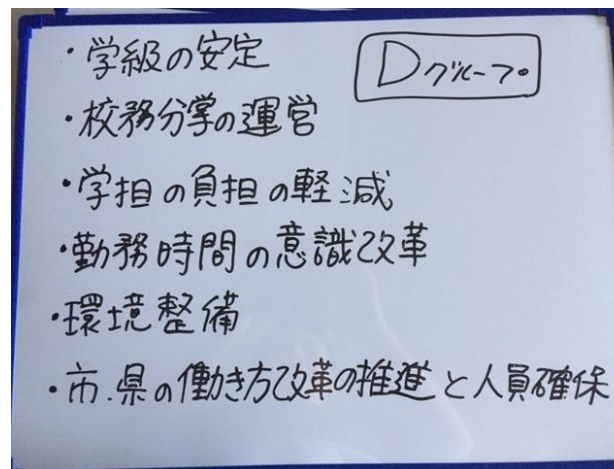 ・学級の安定
Dグループ
・校務分掌の運営
・学担の負担の軽減
・勤務時間の意識改革
・環境整備
・市.県の働き方改革の推進と人員確保